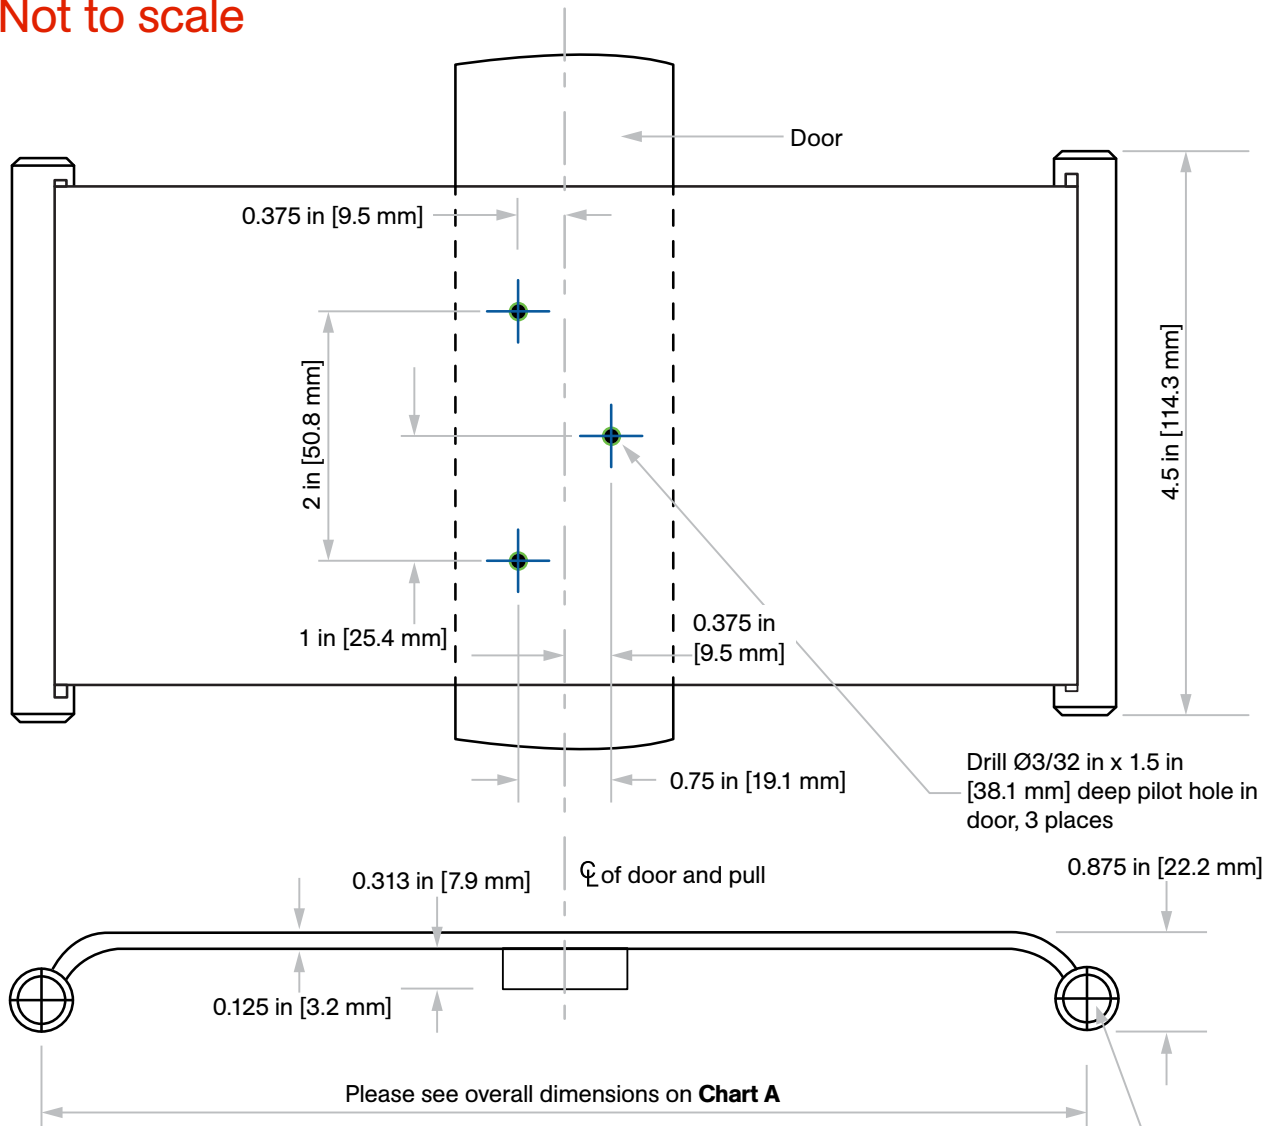 Not to scale
Door
0.375 in [9.5 mm]
2 in [50.8 mm]
4.5 in [114.3 mm]
1 in [25.4 mm]
0.375 in
[9.5 mm]
0.75 in [19.1 mm]
Drill Ø3/32 in x 1.5 in
[38.1 mm] deep pilot hole in
door, 3 places
℄ of door and pull
0.313 in [7.9 mm]
0.875 in [22.2 mm]
0.125 in [3.2 mm]
Please see overall dimensions on Chart A